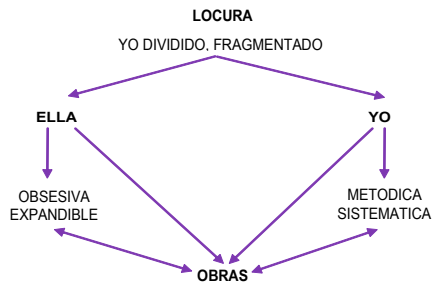 LOCURA
YO DIVIDIDO, FRAGMENTADO
ELLA
YO
OBSESIVA
EXPANDIBLE
METODICA
SISTEMATICA
OBRAS